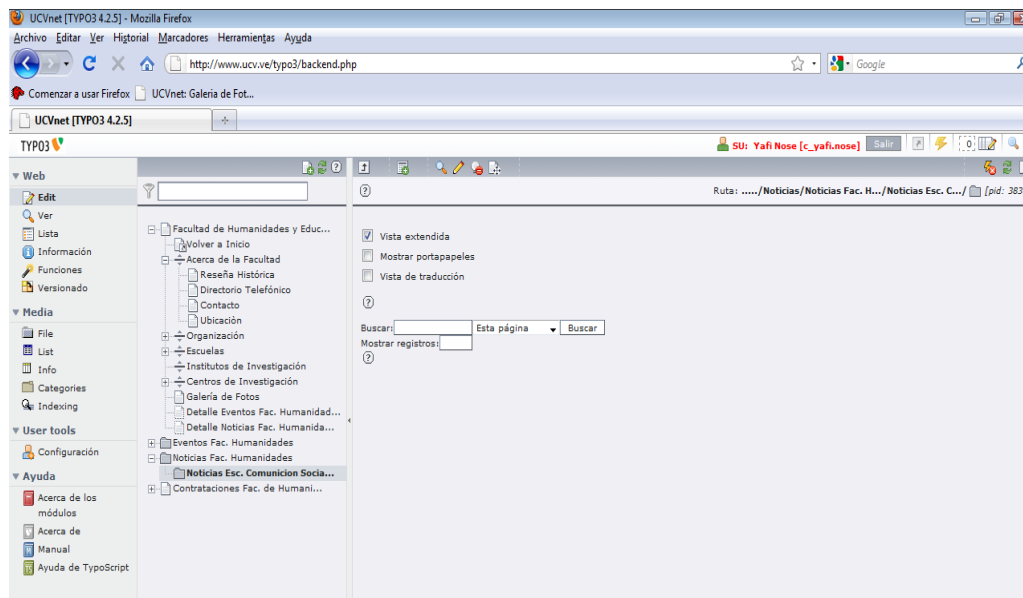 UCVnet [TYPO3 4.2.5] - Mozilla Firefox
Archivo Editar Ver Historial Marcadores Herramientas Ayuda
http://www.ucv.ve/typo3/backend.php
Google
Comenzar a usar Firefox UCVnet: Galeria de Fot...
UCVnet [TYPO3 4.2.5]
TYPO3
SU: Yafi Nose [c_yafi.nose] Salir 0
Web
Edit
Ver
Lista
Información
Funciones
Versionado
Media
File
List
Info
Categories
Indexing
User tools
Configuración
Ayuda
Acerca de los
módulos
Acerca de
Manual
Ayuda de TypoScript
Facultad de Humanidades y Educ...
Volver a Inicio
Acerca de la Facultad
Reseña Histórica
Directorio Telefónico
Contacto
Ubicación
Organización
Escuelas
Institutos de Investigación
Centros de Investigación
Galería de Fotos
Detalle Eventos Fac. Humanidad...
Detalle Noticias Fac. Humanida...
Eventos Fac. Humanidades
Noticias Fac. Humanidades
Noticias Esc. Comunicion Socia...
Contrataciones Fac. de Humani...
Ruta: ...../Noticias/Noticias Fac. H.../Noticias Esc. C.../ [pid: 383
Vista extendida
Mostrar portapapeles
Vista de traducción
Buscar: Esta página Buscar
Mostrar registros: